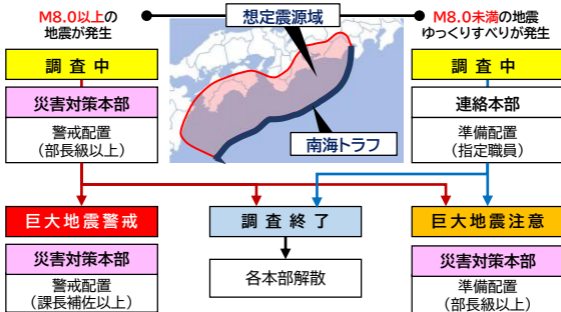 M8.0以上の
地震が発生
想定震源域
M8.0未満の地震
ゆっくりすべりが発生
調査中
調査中
災害対策本部
警戒配置
(部長級以上)
連絡本部
準備配置
(指定職員)
南海トラフ
巨大地震警戒
調査終了
巨大地震注意
災害対策本部
警戒配置
(課長補佐以上)
各本部解散
災害対策本部
準備配置
(部長級以上)